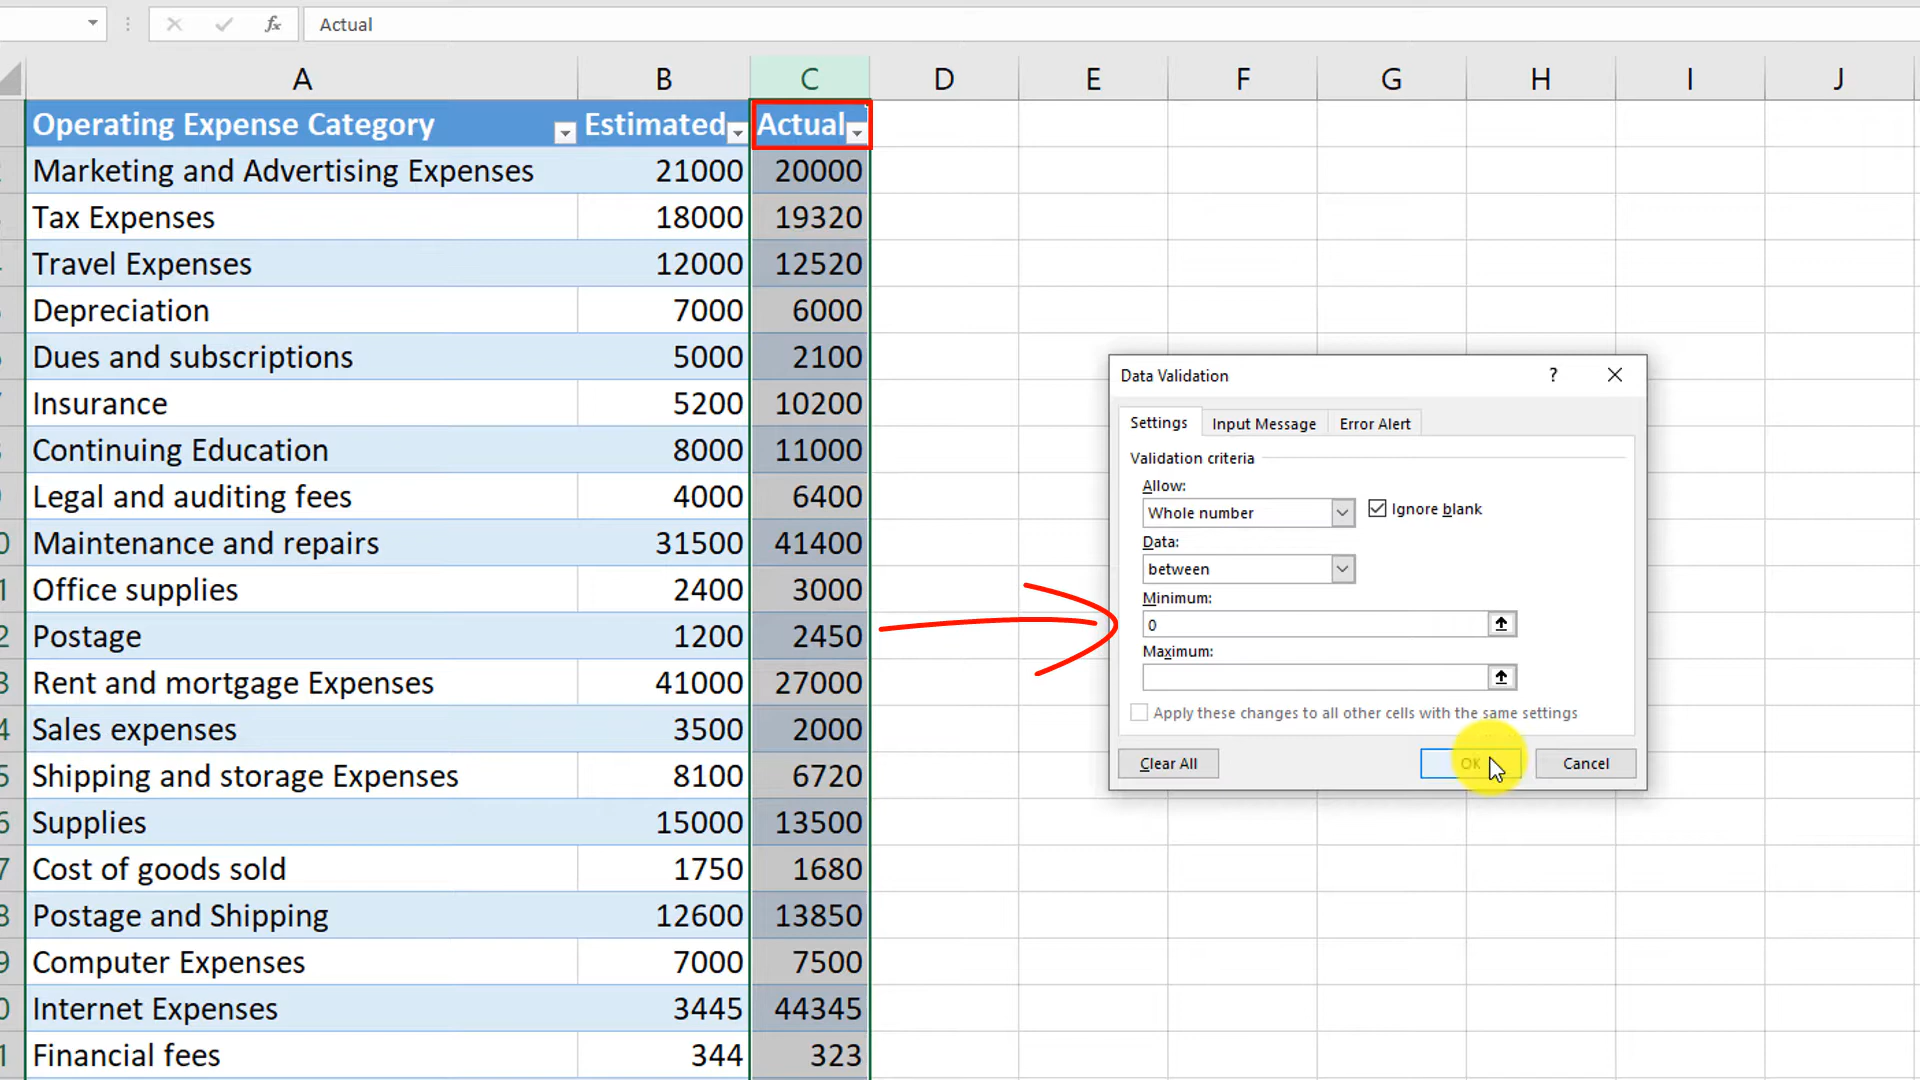 fx Actual
A B C D E F G H I J
Operating Expense Category Estimated Actual
Marketing and Advertising Expenses 21000 20000
Tax Expenses 18000 19320
Travel Expenses 12000 12520
Depreciation 7000 6000
Dues and subscriptions 5000 2100
Insurance 5200 10200
Continuing Education 8000 11000
Legal and auditing fees 4000 6400
Maintenance and repairs 31500 41400
Office supplies 2400 3000
Postage 1200 2450
Rent and mortgage Expenses 41000 27000
Sales expenses 3500 2000
Shipping and storage Expenses 8100 6720
Supplies 15000 13500
Cost of goods sold 1750 1680
Postage and Shipping 12600 13850
Computer Expenses 7000 7500
Internet Expenses 3445 44345
Financial fees 344 323
Data Validation ?
Settings Input Message Error Alert
Validation criteria
Allow:
Whole number Ignore blank
Data:
between
Minimum:
0
Maximum:
Apply these changes to all other cells with the same settings
Clear All OK Cancel